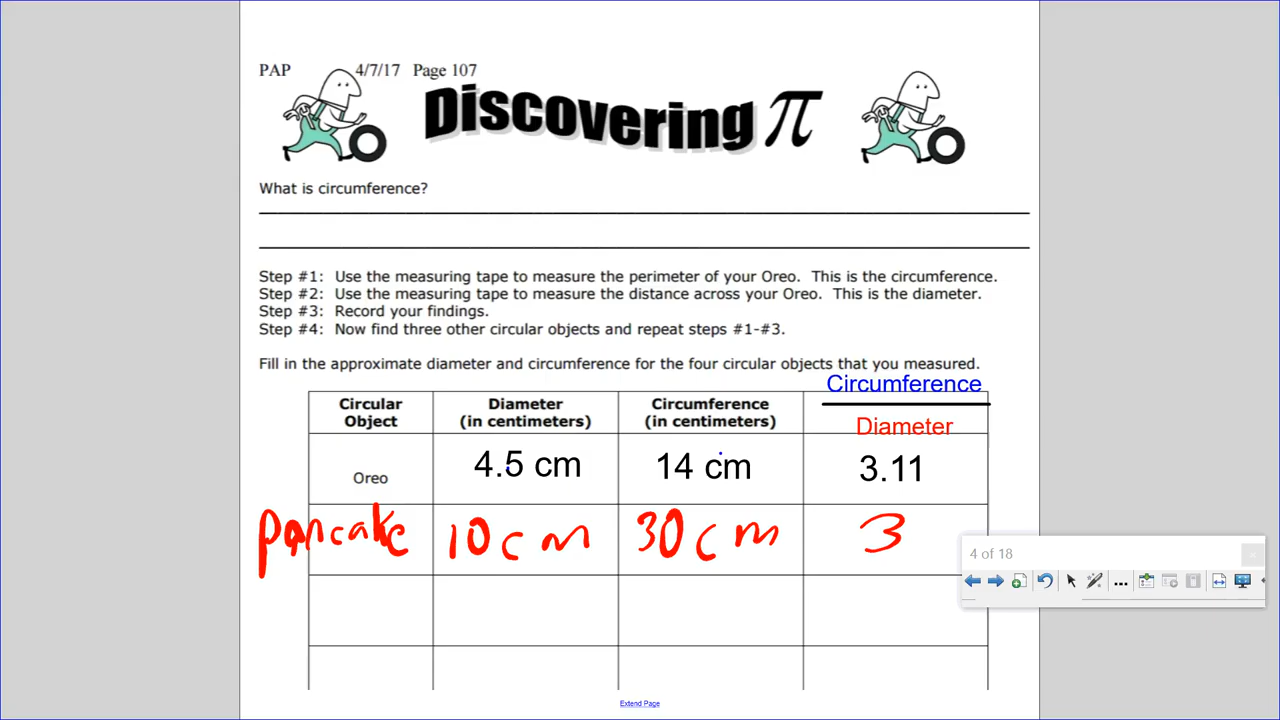 PAP 4/7/17 Page 107
Discovering π
What is circumference?
Step #1: Use the measuring tape to measure the perimeter of your Oreo. This is the circumference.
Step #2: Use the measuring tape to measure the distance across your Oreo. This is the diameter.
Step #3: Record your findings.
Step #4: Now find three other circular objects and repeat steps #1-#3.
Fill in the approximate diameter and circumference for the four circular objects that you measured.
Circumference
Circular Object Diameter (in centimeters) Circumference (in centimeters)
Diameter
Oreo 4.5 cm 14 cm 3.11
pancake 10 cm 30 cm 3
4 of 18
Extend Page